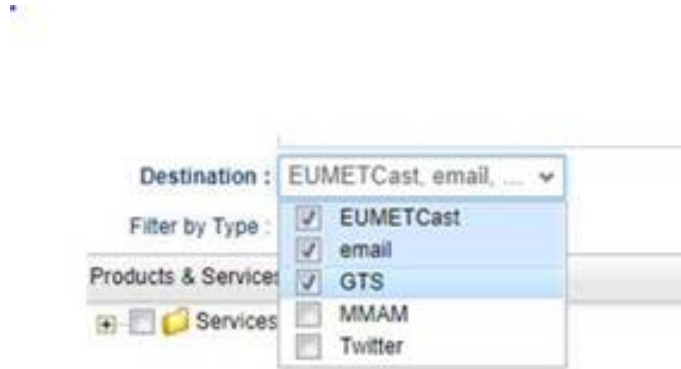 Destination : EUMETCast, email, ...
Filter by Type :
EUMETCast
email
Products & Services
GTS
Services
MMAM
Twitter